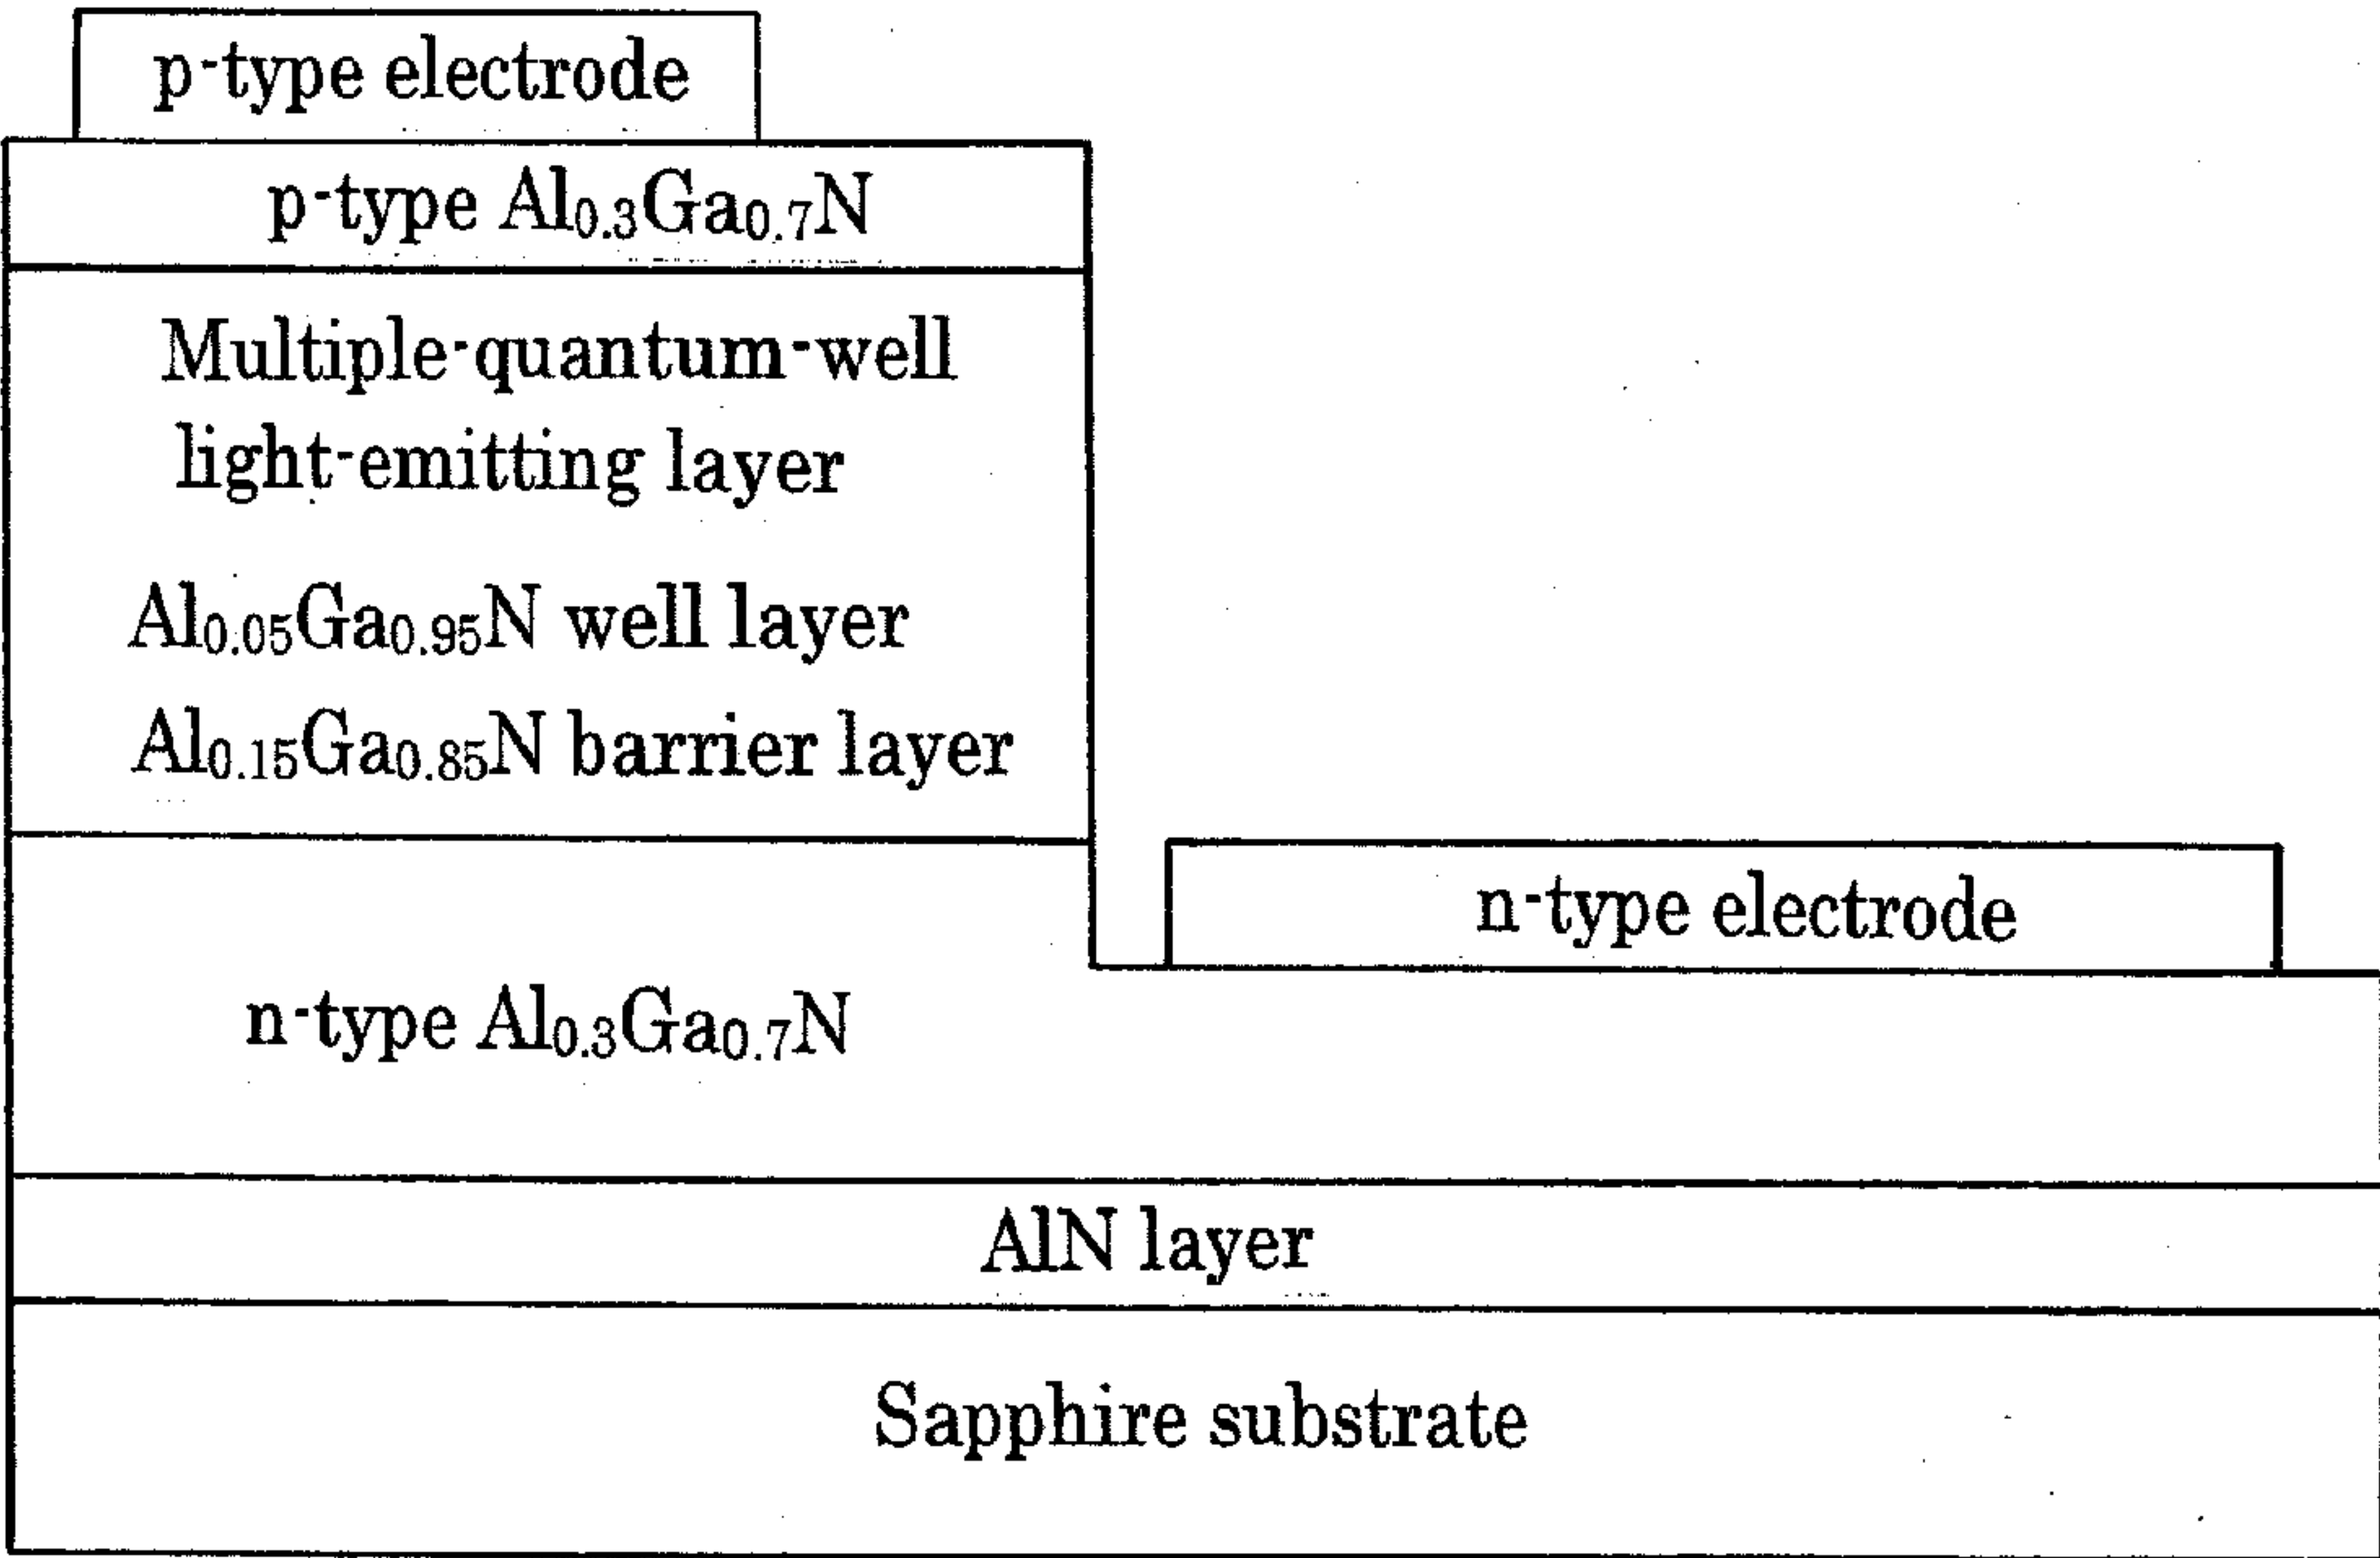 p-type electrode
p-type Al₀.₃Ga₀.₇N
Multiple-quantum-well
light-emitting layer
Al₀.₀₅Ga₀.₉₅N well layer
Al₀.₁₅Ga₀.₈₅N barrier layer
n-type electrode
n-type Al₀.₃Ga₀.₇N
AlN layer
Sapphire substrate